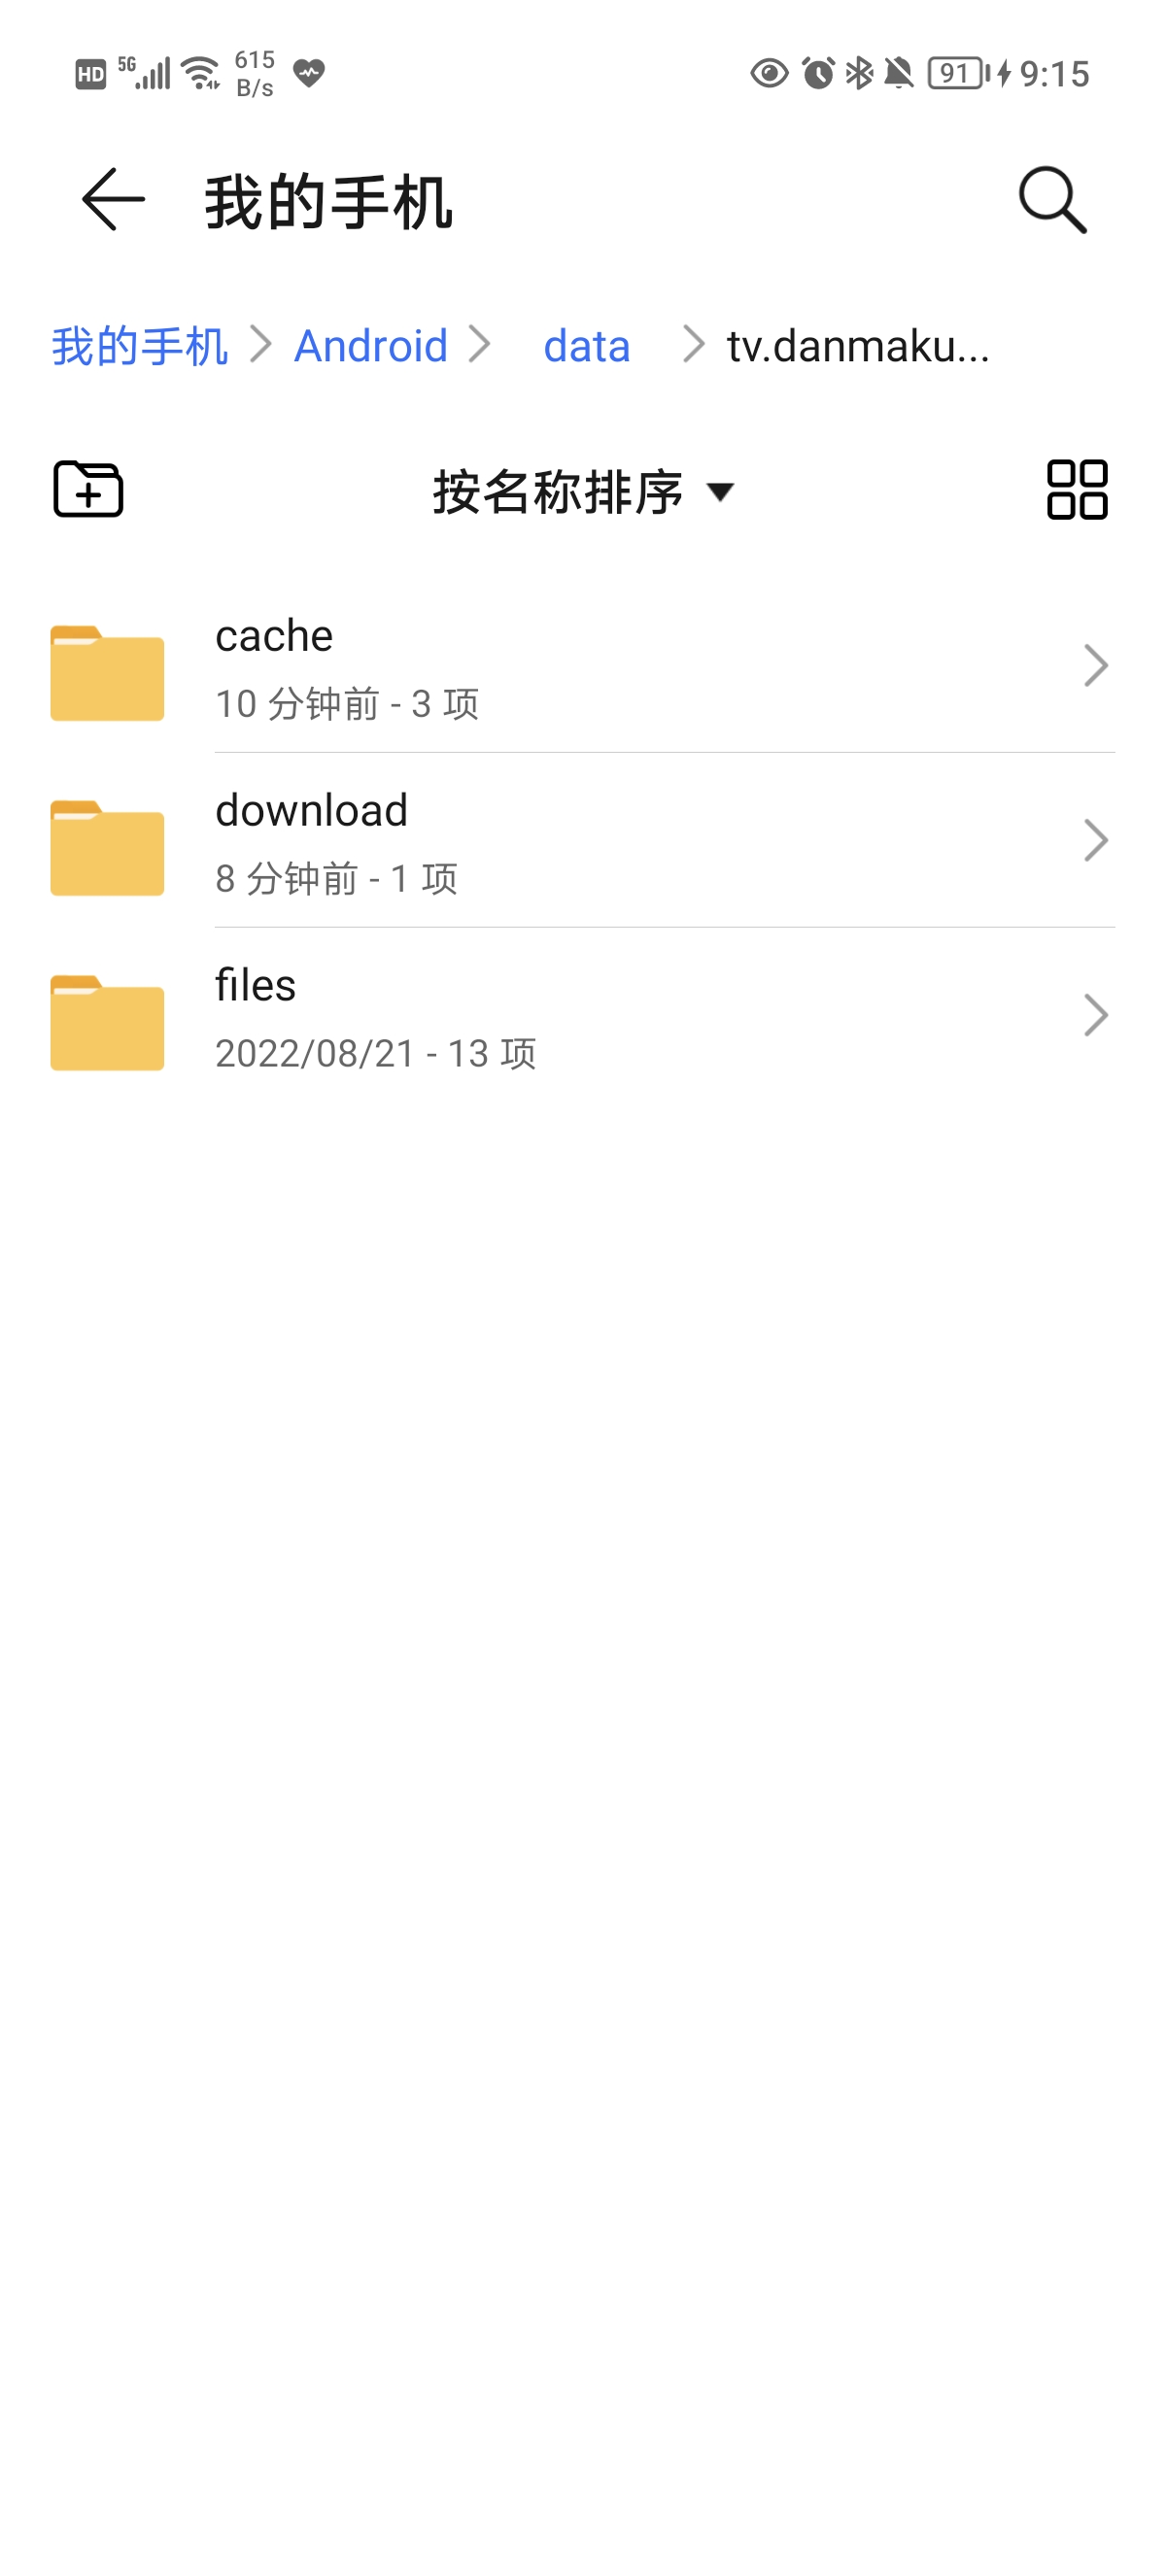 HD 5G 615 B/s 91 9:15
我的手机
我的手机 Android data tv.danmaku...
按名称排序
cache
10 分钟前 - 3 项
download
8 分钟前 - 1 项
files
2022/08/21 - 13 项